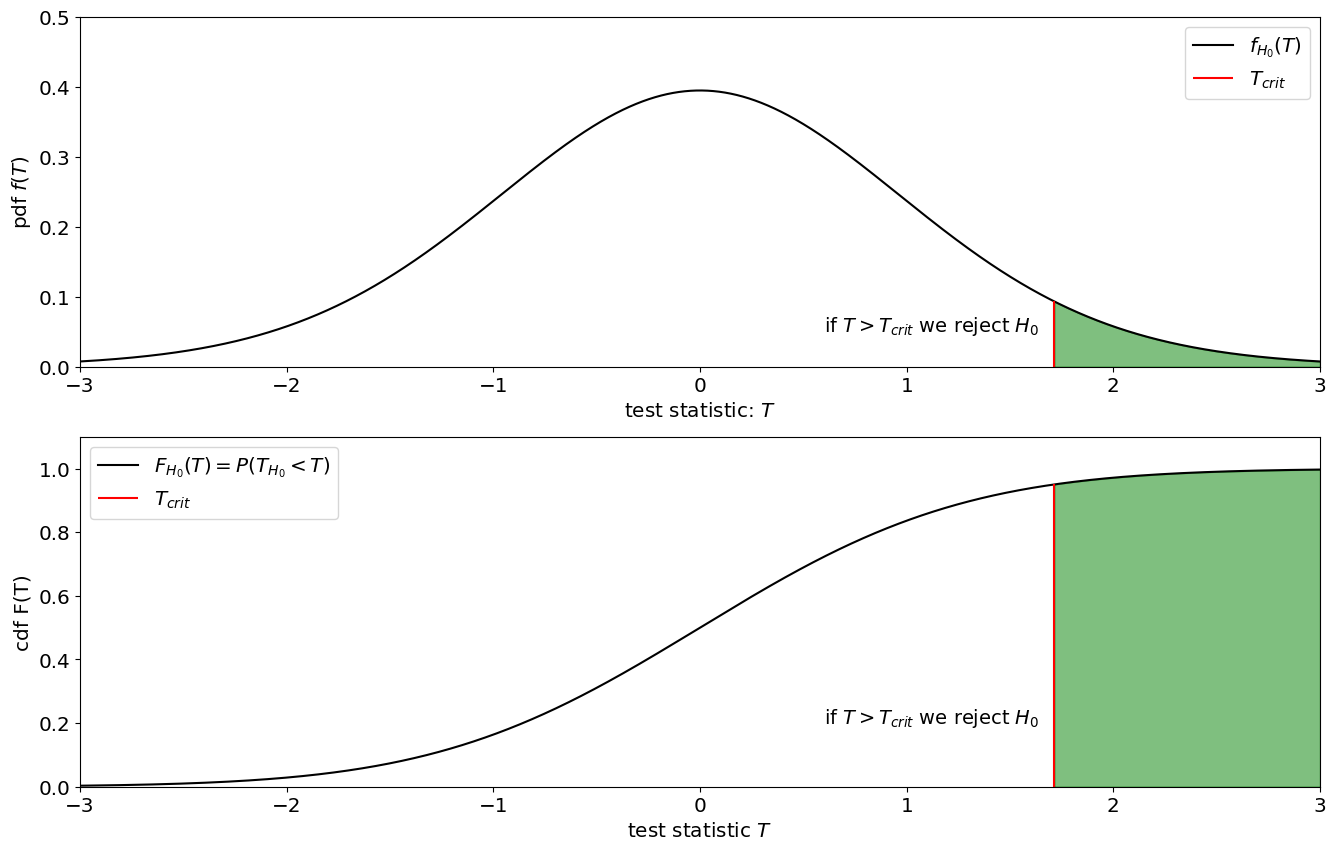 0.5
0.4
0.3
0.2
0.1
0.0
pdf f(T)
f_{H_0}(T)
T_{crit}
if T > T_{crit} we reject H_0
−3 −2 −1 0 1 2 3
test statistic: T
1.0
0.8
0.6
0.4
0.2
0.0
cdf F(T)
F_{H_0}(T) = P(T_{H_0} < T)
T_{crit}
if T > T_{crit} we reject H_0
−3 −2 −1 0 1 2 3
test statistic T